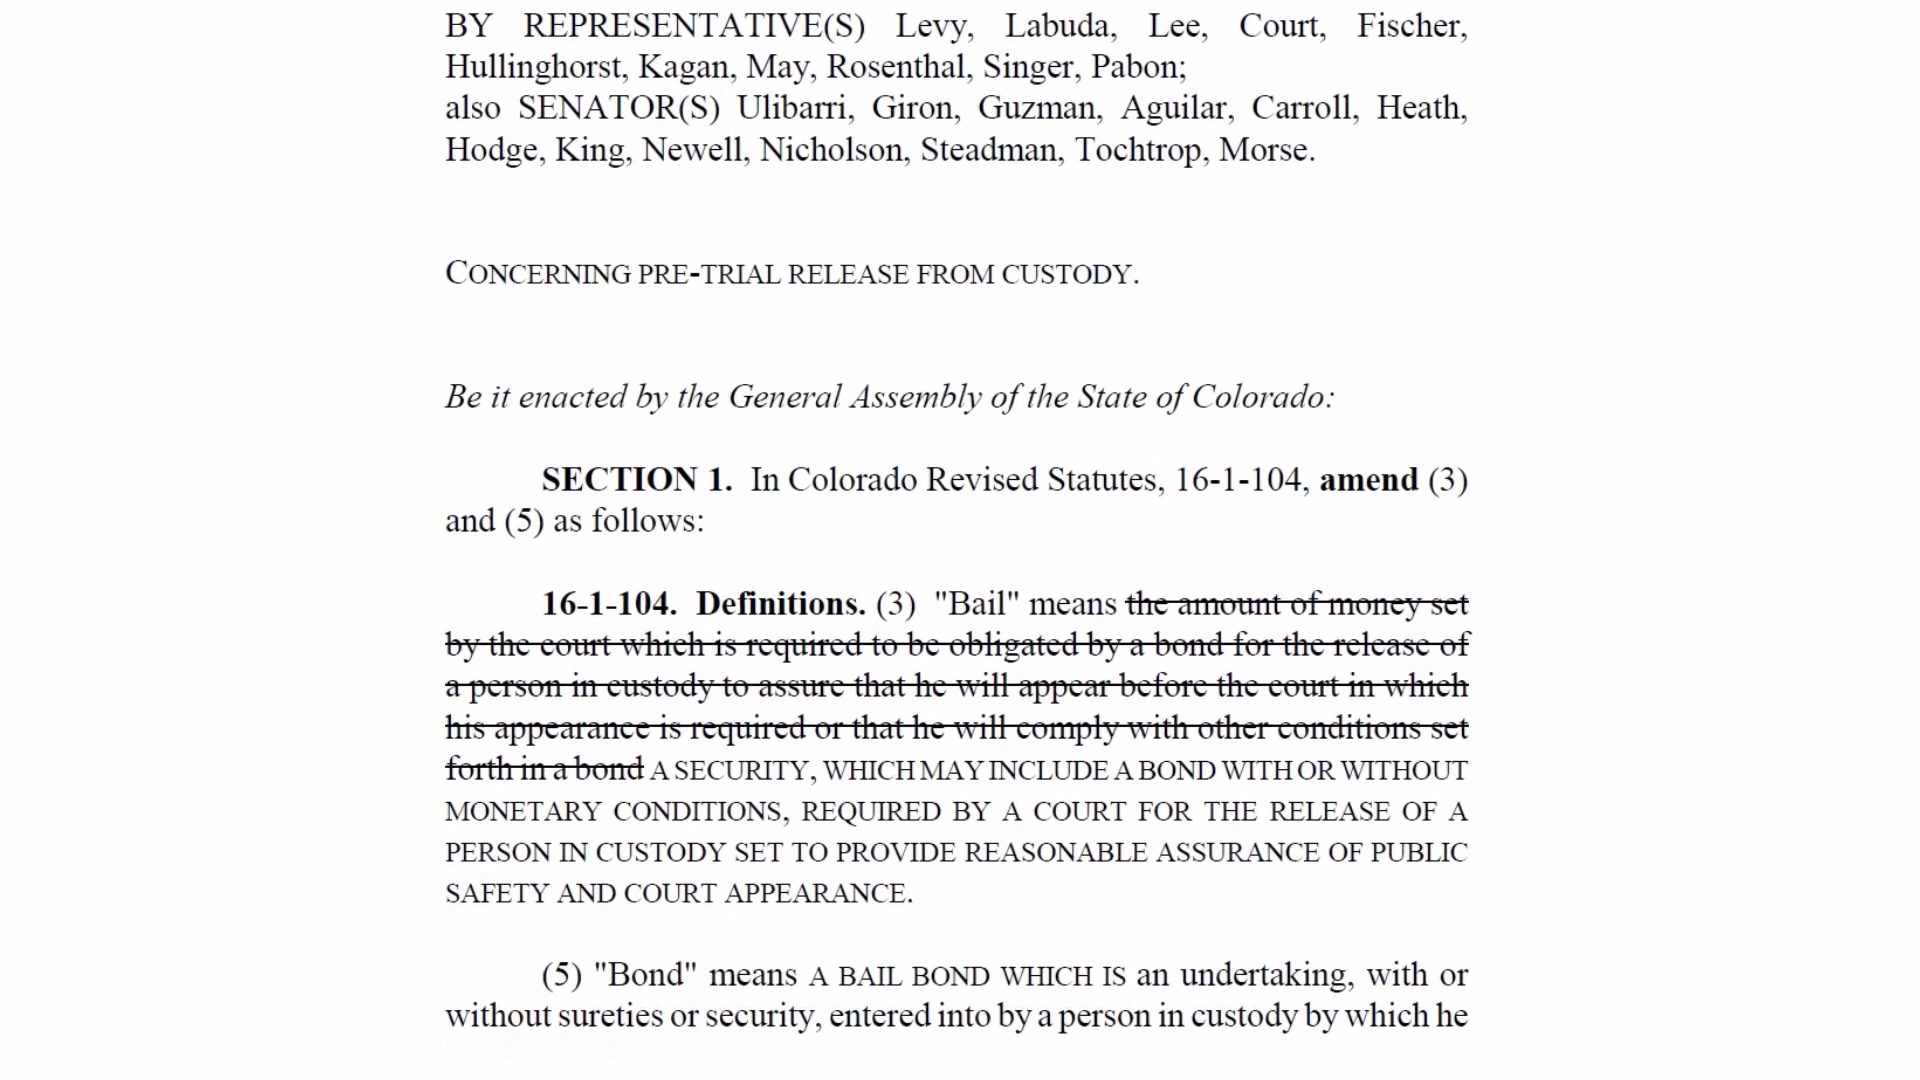 BY REPRESENTATIVE(S) Levy, Labuda, Lee, Court, Fischer,
Hullinghorst, Kagan, May, Rosenthal, Singer, Pabon;
also SENATOR(S) Ulibarri, Giron, Guzman, Aguilar, Carroll, Heath,
Hodge, King, Newell, Nicholson, Steadman, Tochtrop, Morse.
CONCERNING PRE-TRIAL RELEASE FROM CUSTODY.
Be it enacted by the General Assembly of the State of Colorado:
SECTION 1. In Colorado Revised Statutes, 16-1-104, amend (3)
and (5) as follows:
16-1-104. Definitions. (3) "Bail" means the amount of money set
by the court which is required to be obligated by a bond for the release of
a person in custody to assure that he will appear before the court in which
his appearance is required or that he will comply with other conditions set
forth in a bond A SECURITY, WHICH MAY INCLUDE A BOND WITH OR WITHOUT
MONETARY CONDITIONS, REQUIRED BY A COURT FOR THE RELEASE OF A
PERSON IN CUSTODY SET TO PROVIDE REASONABLE ASSURANCE OF PUBLIC
SAFETY AND COURT APPEARANCE.
(5) "Bond" means A BAIL BOND WHICH IS an undertaking, with or
without sureties or security, entered into by a person in custody by which he